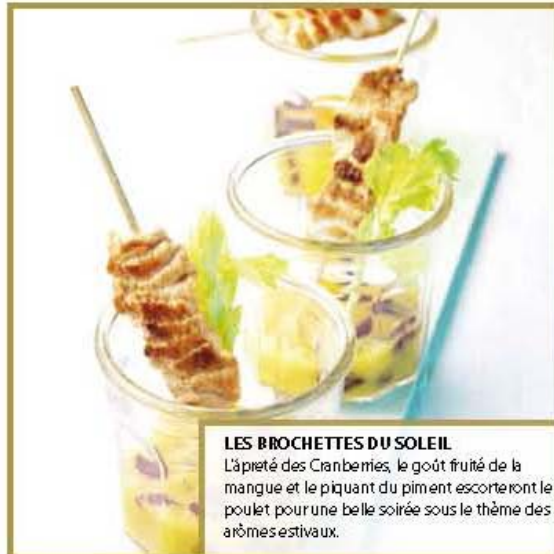 LES BROCHETTES DU SOLEIL
L'âpreté des Cranberries, le goût fruité de la
mangue et le piquant du piment escorteront le
poulet pour une belle soirée sous le thème des
arômes estivaux.